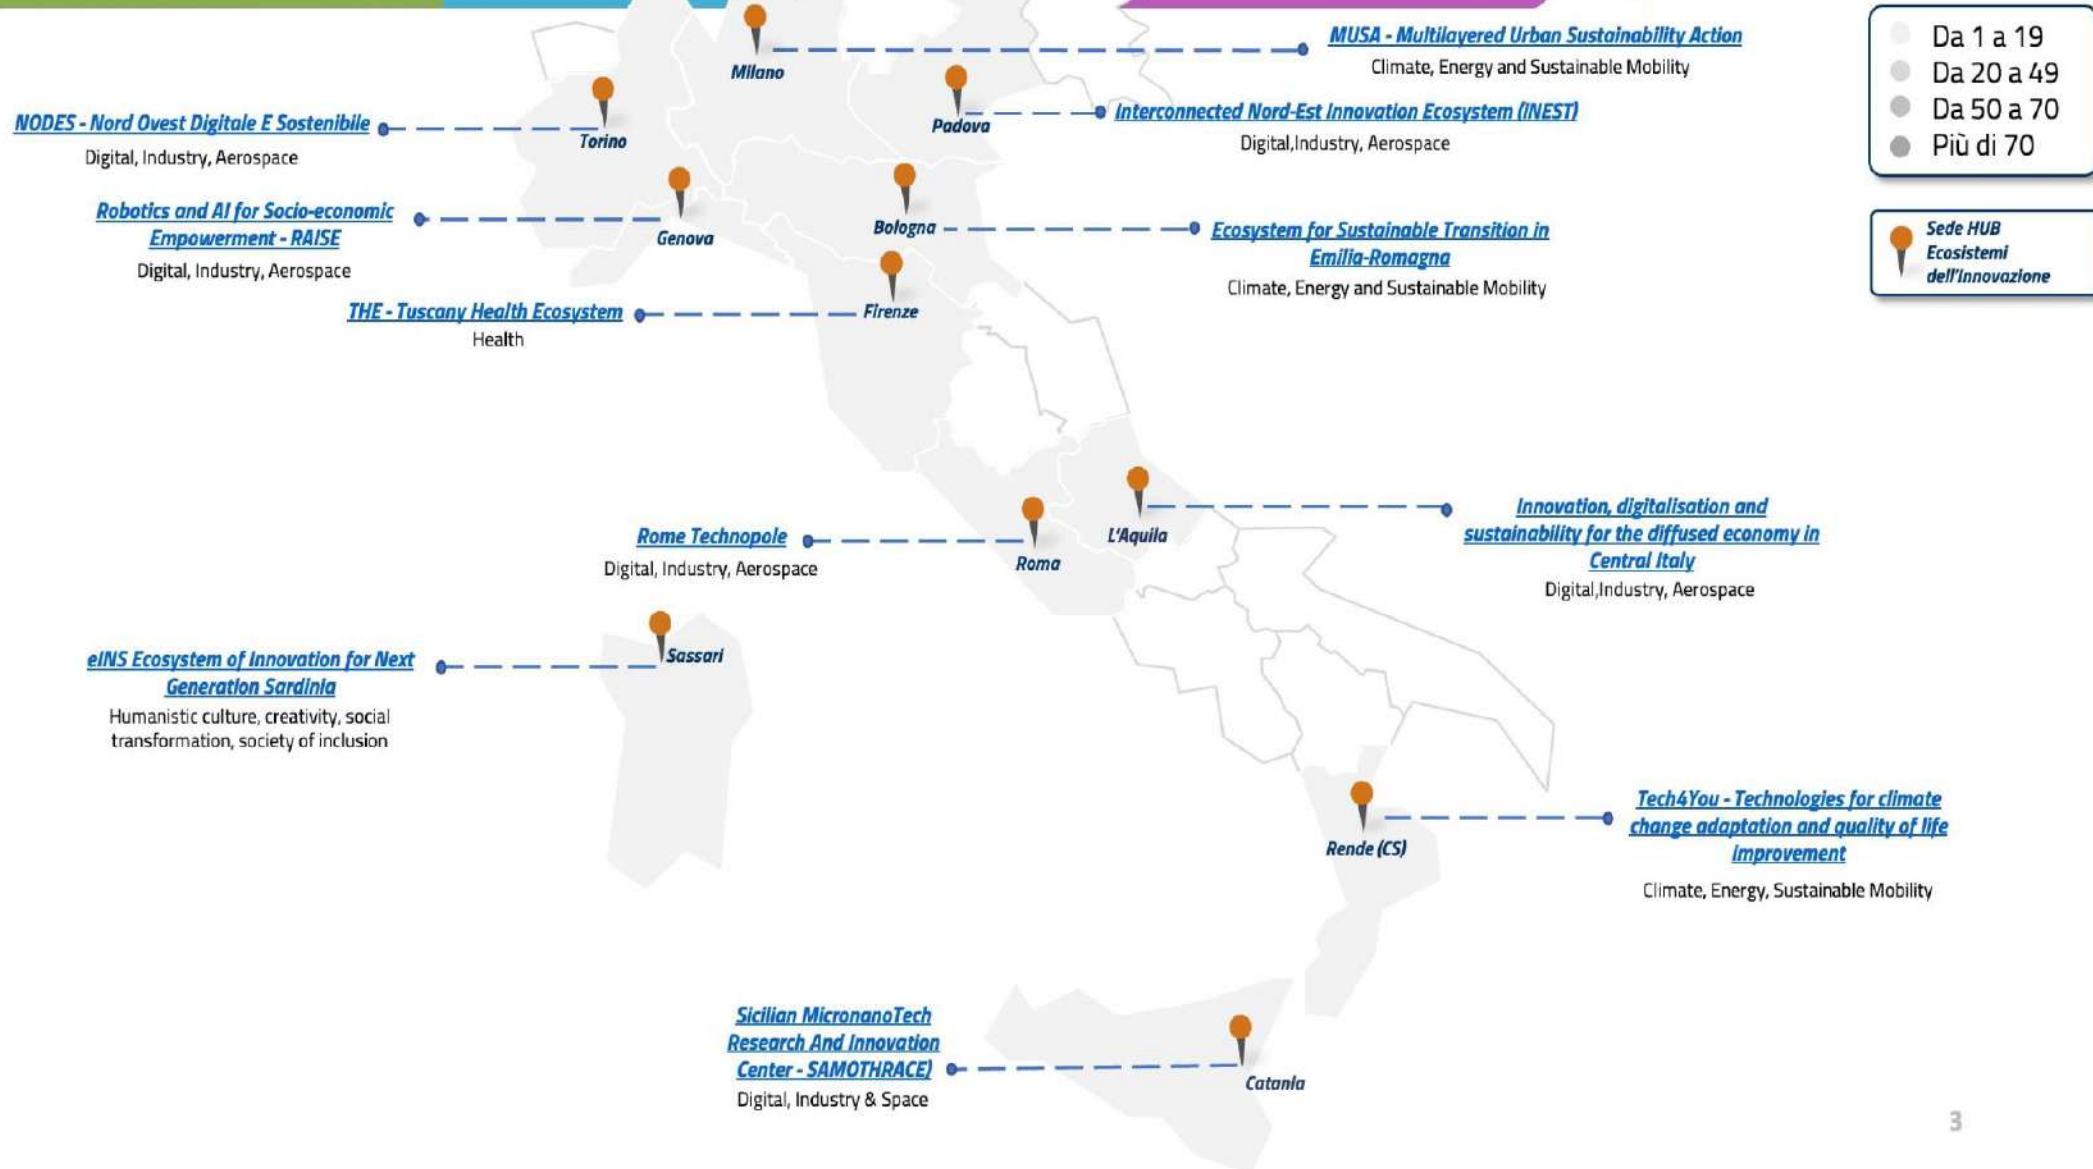 MUSA - Multilayered Urban Sustainability Action
Climate, Energy and Sustainable Mobility
Milano
Da 1 a 19
Da 20 a 49
Da 50 a 70
Più di 70
NODES - Nord Ovest Digitale E Sostenibile
Digital, Industry, Aerospace
Torino
Padova
Interconnected Nord-Est Innovation Ecosystem (iNEST)
Digital,Industry, Aerospace
Robotics and AI for Socio-economic
Empowerment - RAISE
Digital, Industry, Aerospace
Genova
Bologna
Ecosystem for Sustainable Transition in
Emilia-Romagna
Climate, Energy and Sustainable Mobility
Sede HUB
Ecosistemi
dell'Innovazione
THE - Tuscany Health Ecosystem
Health
Firenze
Rome Technopole
Digital, Industry, Aerospace
Roma
L'Aquila
Innovation, digitalisation and
sustainability for the diffused economy in
Central Italy
Digital,Industry, Aerospace
eINS Ecosystem of Innovation for Next
Generation Sardinia
Humanistic culture, creativity, social
transformation, society of inclusion
Sassari
Rende (CS)
Tech4You - Technologies for climate
change adaptation and quality of life
improvement
Climate, Energy, Sustainable Mobility
Sicilian MicronanoTech
Research And Innovation
Center - SAMOTHRACE)
Digital, Industry & Space
Catania
3